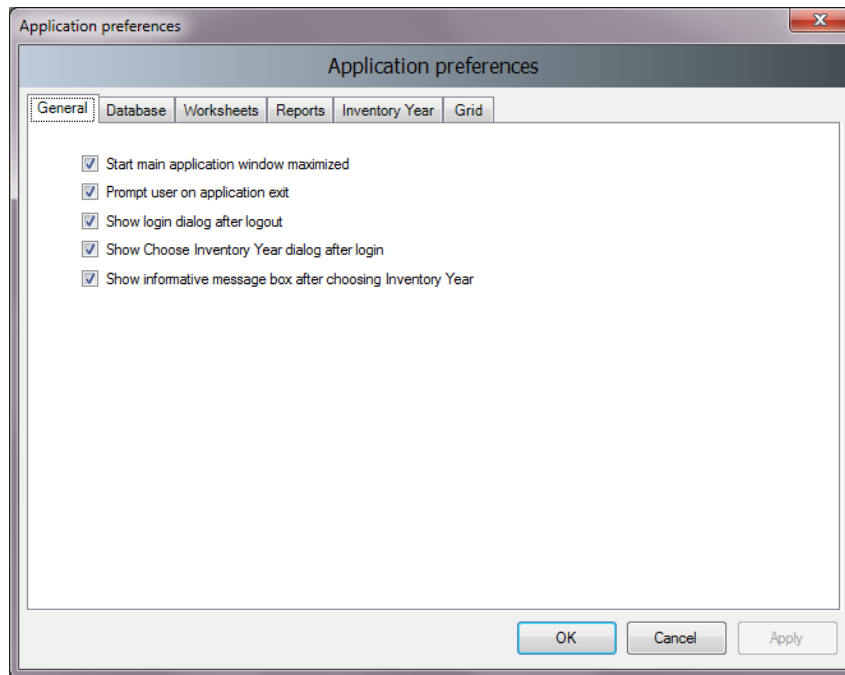 Application preferences
Application preferences
General Database Worksheets Reports Inventory Year Grid
Start main application window maximized
Prompt user on application exit
Show login dialog after logout
Show Choose Inventory Year dialog after login
Show informative message box after choosing Inventory Year
OK Cancel Apply